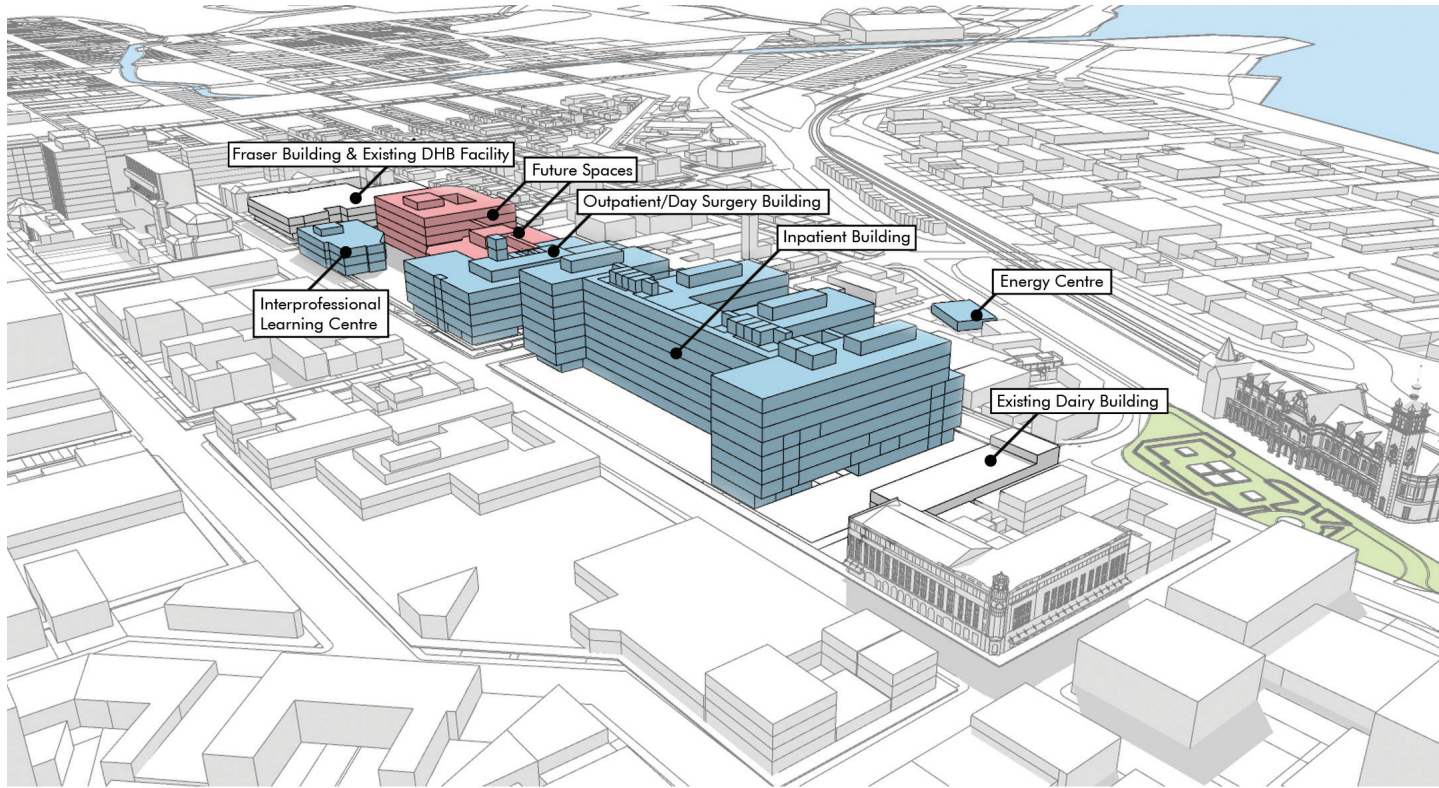 Fraser Building & Existing DHB Facility
Future Spaces
Outpatient/Day Surgery Building
Inpatient Building
Energy Centre
Interprofessional
Learning Centre
Existing Dairy Building